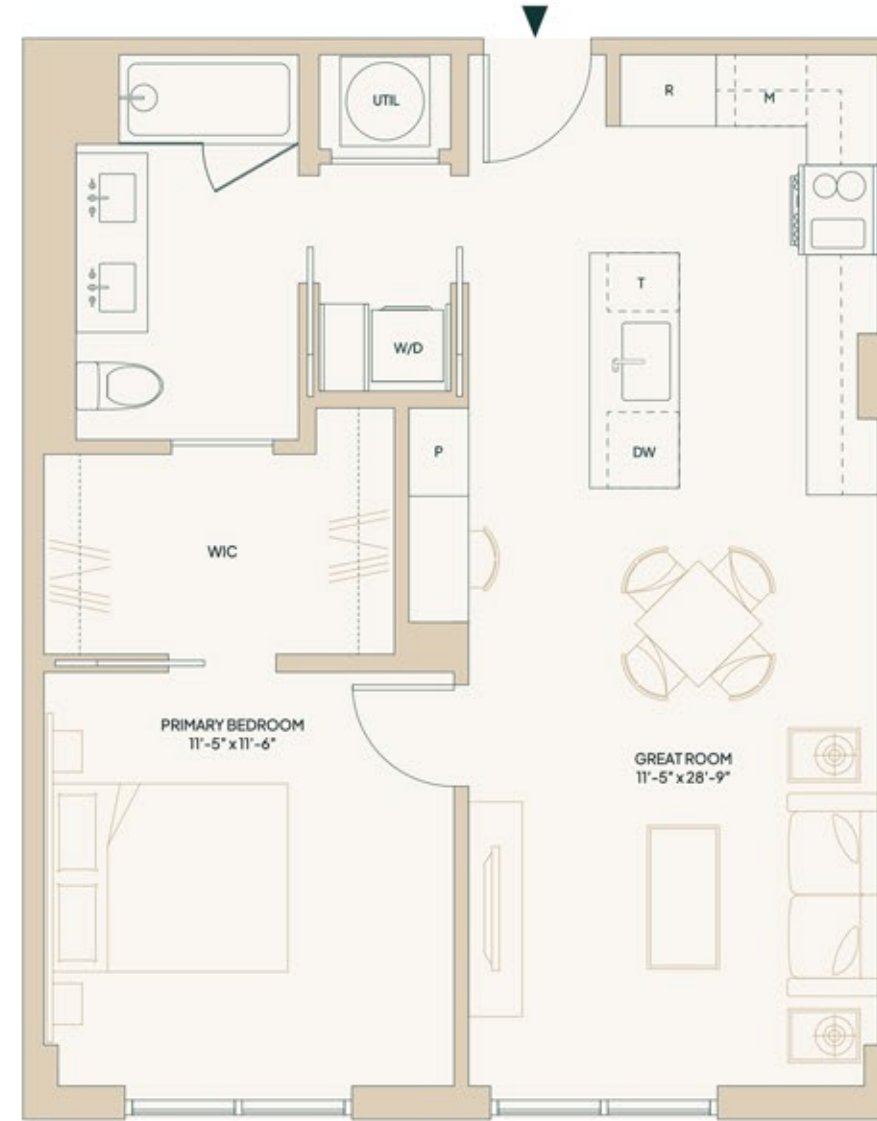 UTIL
R
M
T
W/D
P
DW
WIC
PRIMARY BEDROOM
11'-5" x 11'-6"
GREAT ROOM
11'-5" x 28'-9"